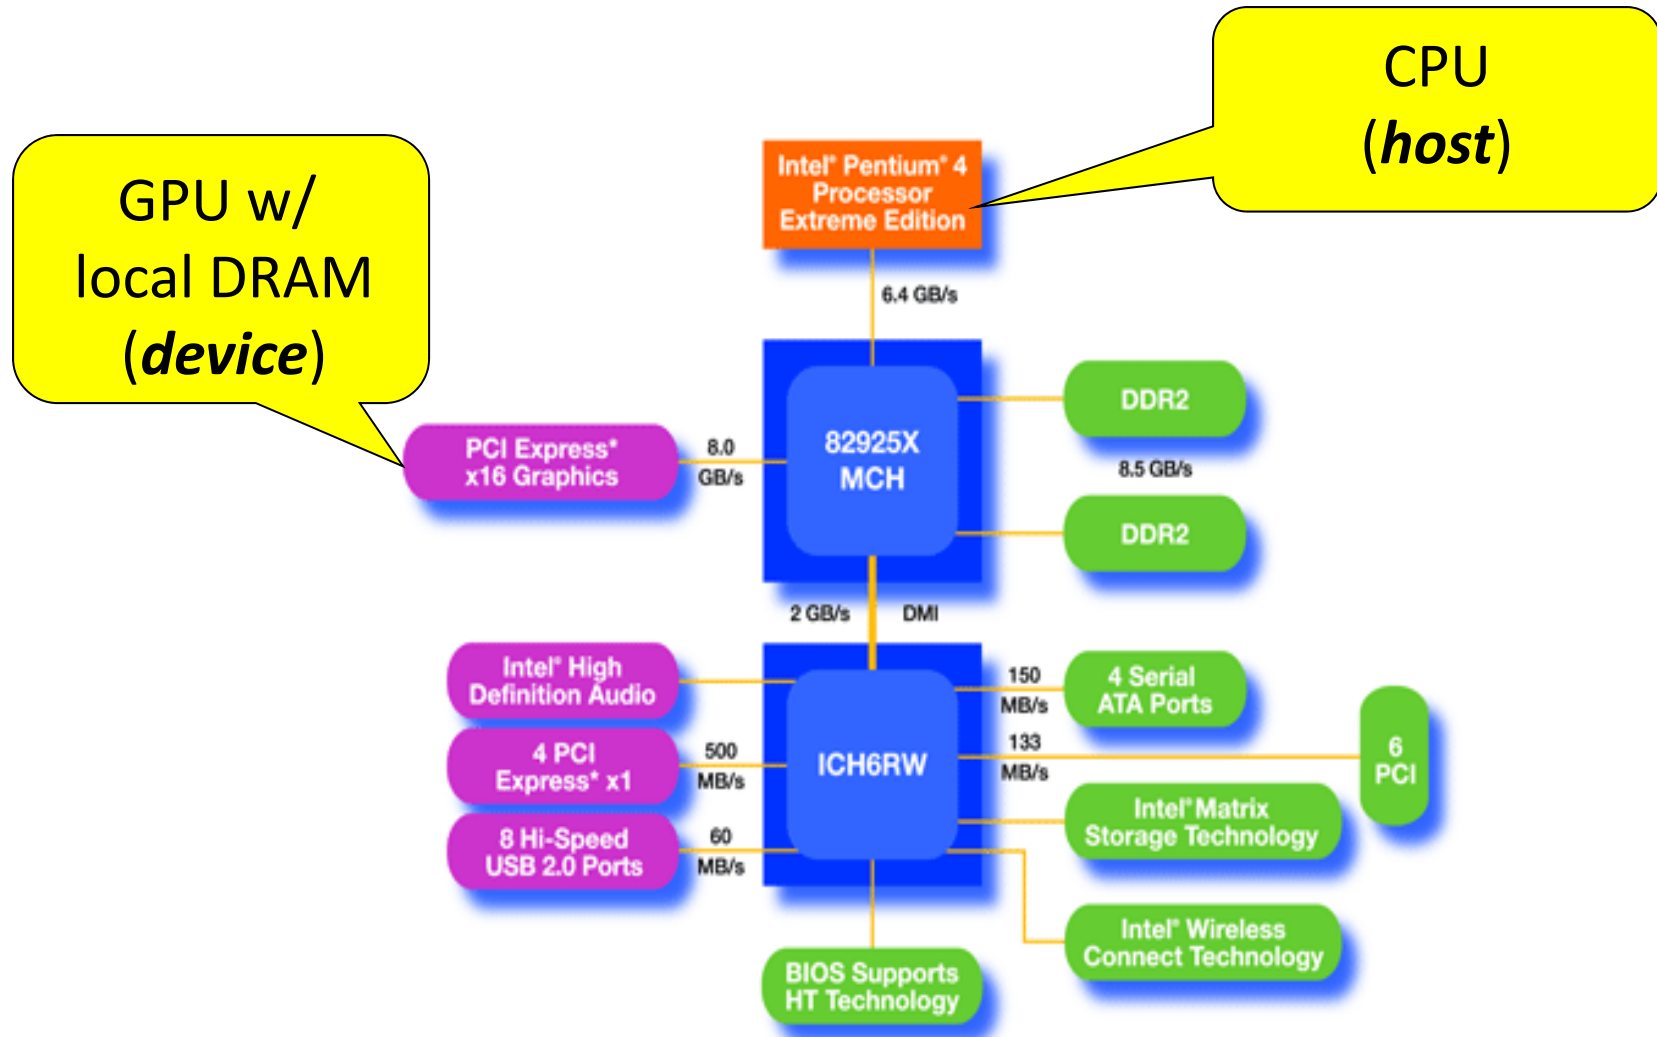 CPU
(host)
GPU w/
local DRAM
(device)
Intel® Pentium® 4
Processor
Extreme Edition
6.4 GB/s
PCI Express*
x16 Graphics
8.0
GB/s
82925X
MCH
DDR2
8.5 GB/s
DDR2
2 GB/s
DMI
Intel® High
Definition Audio
4 PCI
Express* x1
500
MB/s
8 Hi-Speed
USB 2.0 Ports
60
MB/s
ICH6RW
150
MB/s
4 Serial
ATA Ports
133
MB/s
6
PCI
Intel® Matrix
Storage Technology
Intel® Wireless
Connect Technology
BIOS Supports
HT Technology